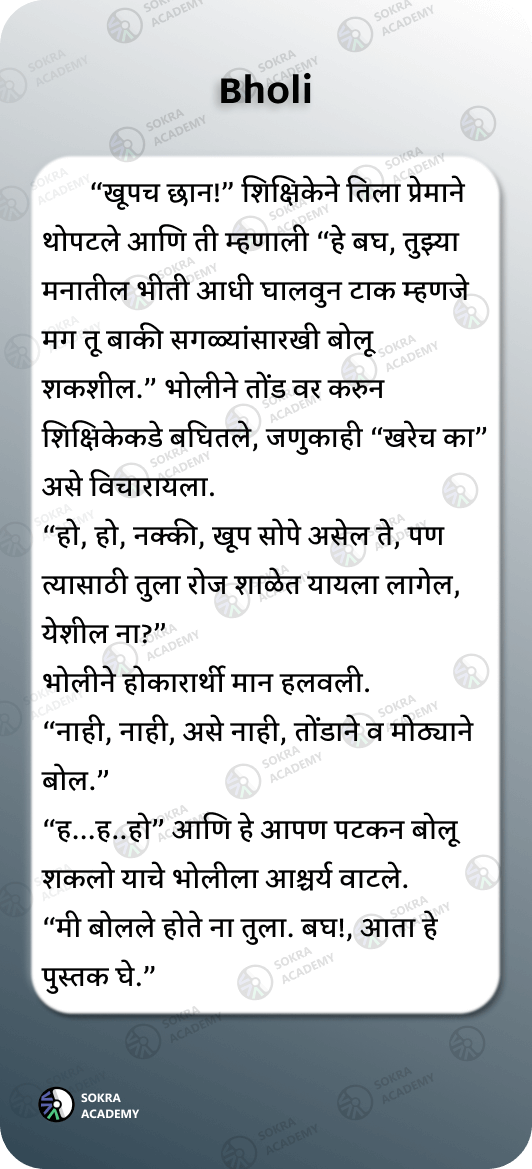 Bholi
“खूपच छान!” शिक्षिकेने तिला प्रेमाने
थोपटले आणि ती म्हणाली “हे बघ, तुझ्या
मनातील भीती आधी घालवुन टाक म्हणजे
मग तू बाकी सगळ्यांसारखी बोलू
शकशील.” भोलीने तोंड वर करुन
शिक्षिकेकडे बघितले, जणुकाही “खरेच का”
असे विचारायला.
“हो, हो, नक्की, खूप सोपे असेल ते, पण
त्यासाठी तुला रोज शाळेत यायला लागेल,
येशील ना?”
भोलीने होकारार्थी मान हलवली.
“नाही, नाही, असे नाही, तोंडाने व मोठ्याने
बोल.”
“ह...ह..हो” आणि हे आपण पटकन बोलू
शकलो याचे भोलीला आश्चर्य वाटले.
“मी बोलले होते ना तुला. बघ!, आता हे
पुस्तक घे.”
SOKRA
ACADEMY